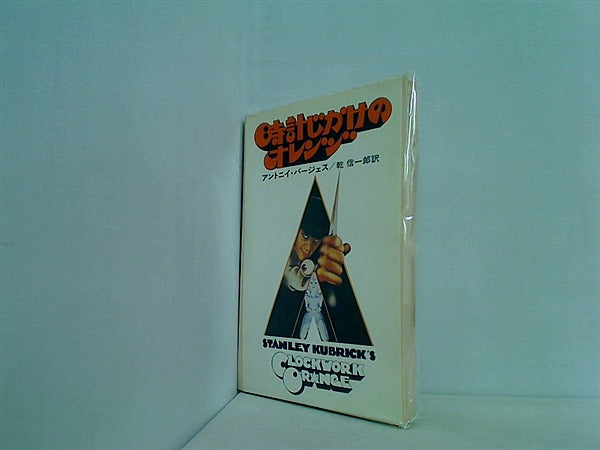 時計じかけの
オレンジ
アントニイ・バージェス/乾 信一郎訳
STANLEY KUBRICK'S
CLOCKWORK
ORANGE